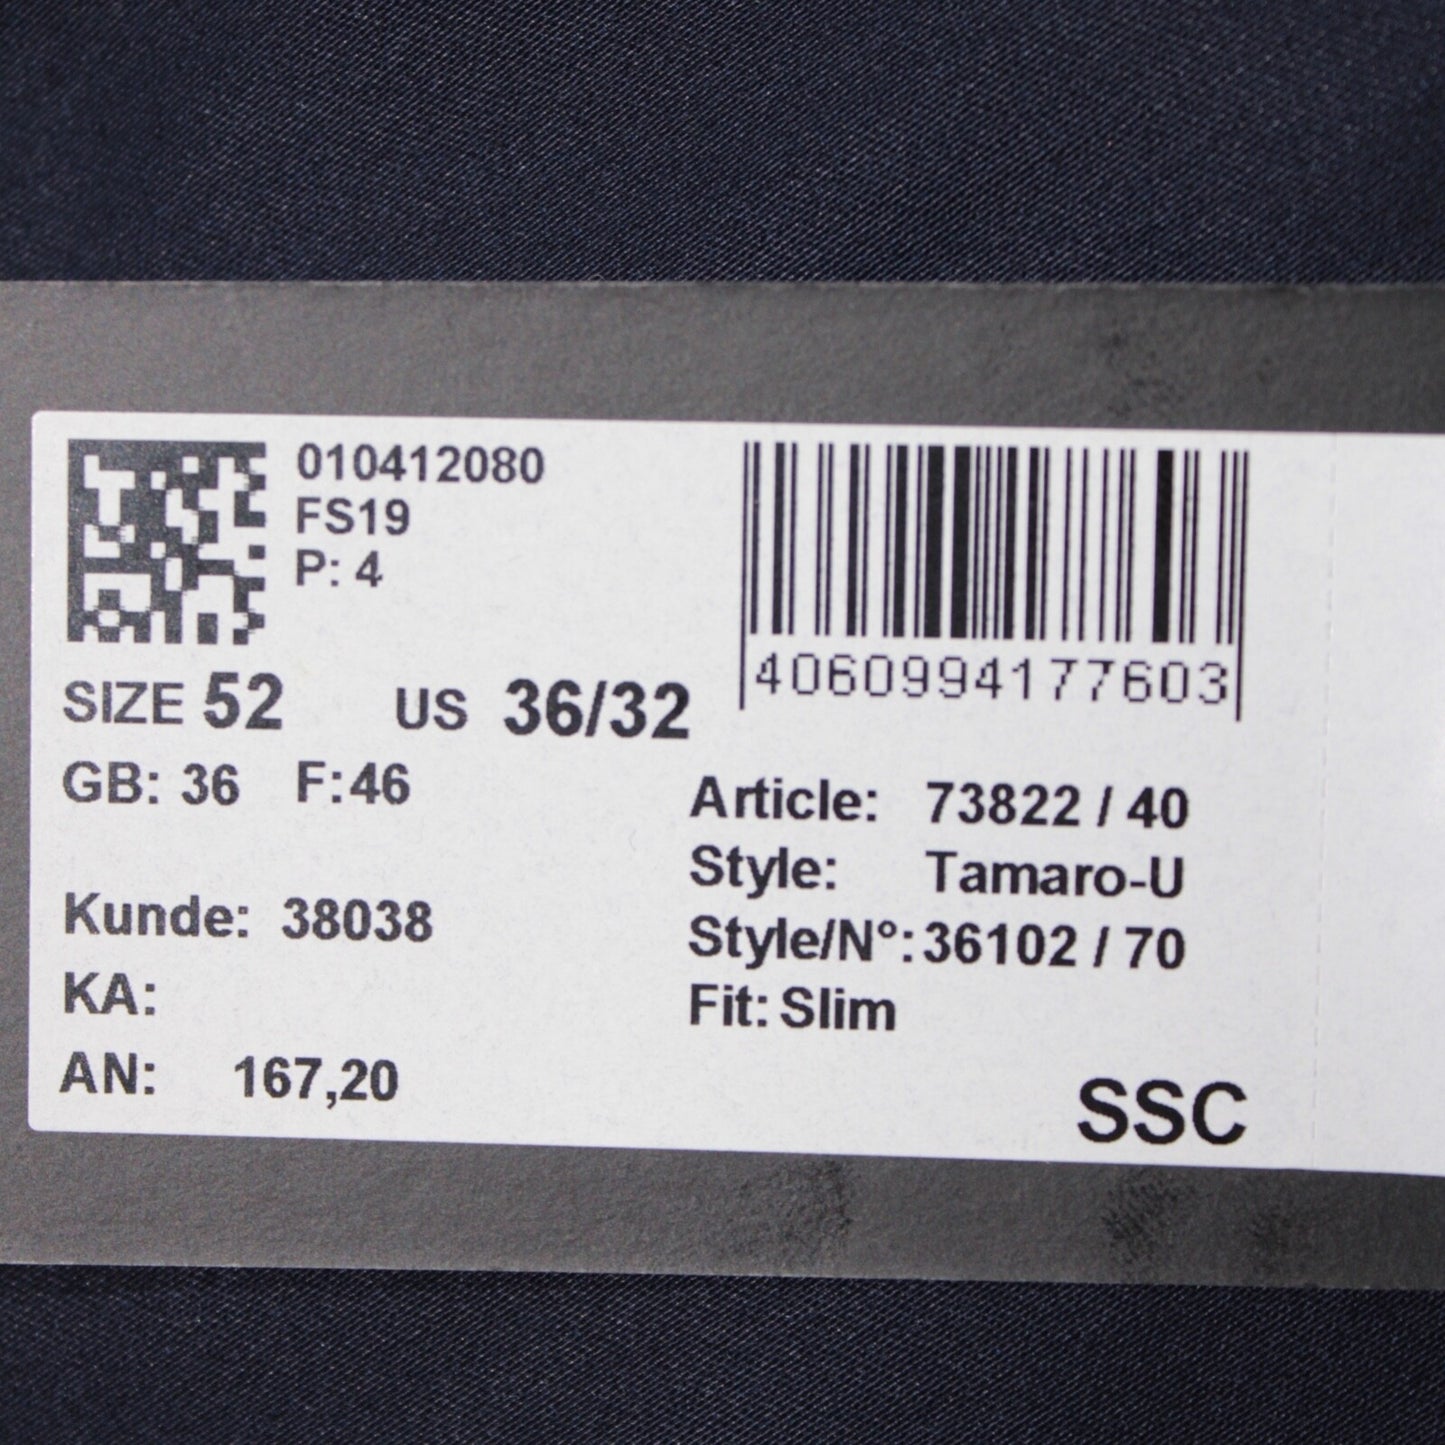 010412080
FS19
P: 4
4060994177603
SIZE 52 US 36/32
GB: 36 F:46
Article: 73822 / 40
Style: Tamaro-U
Kunde: 38038
Style/N°: 36102 / 70
KA:
Fit: Slim
AN: 167,20
SSC